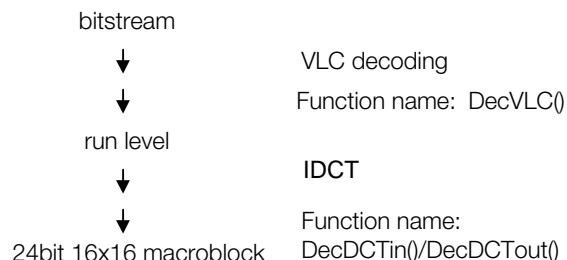 bitstream
VLC decoding
Function name: DecVLC()
run level
IDCT
Function name:
24bit 16x16 macroblock DecDCTin()/DecDCTout()